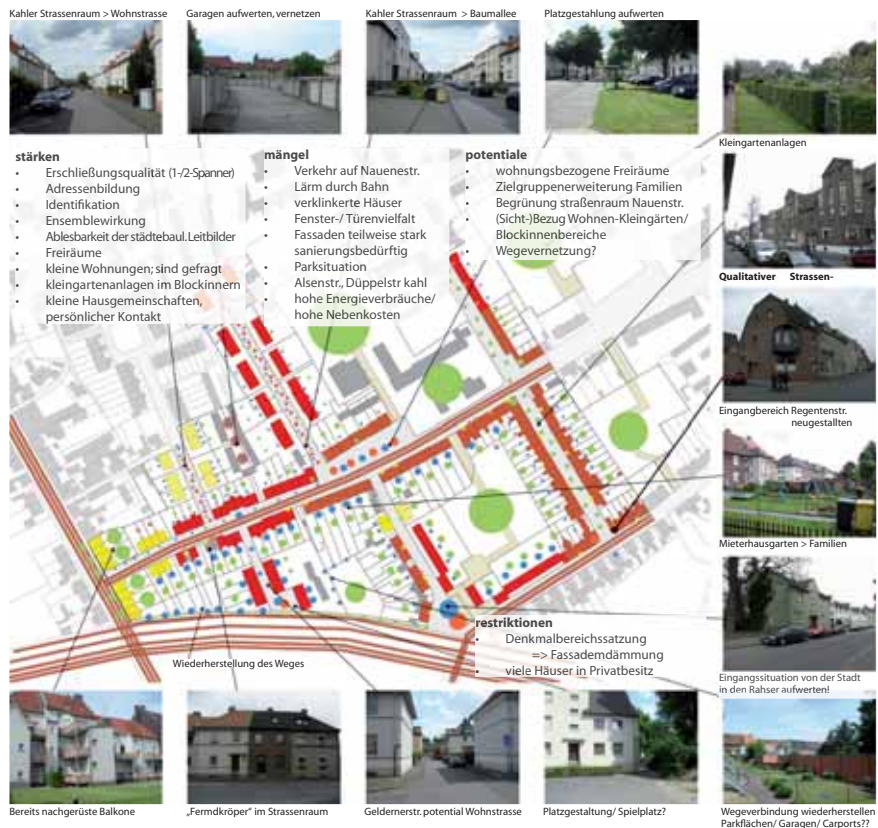 Kahler Strassenraum > Wohnstrasse
Garagen aufwerten, vernetzen
Kahler Strassenraum > Baumallee
Platzgestahlung aufwerten
Kleingartenanlagen
stärken
• Erschließungsqualität (1-/2-Spanner)
• Adressenbildung
• Identifikation
• Ensemblewirkung
• Ablesbarkeit der städtebaul. Leitbilder
• Freiräume
• kleine Wohnungen; sind gefragt
• kleingartenanlagen im Blockinnern
• kleine Hausgemeinschaften,
persönlicher Kontakt
mängel
• Verkehr auf Nauenestr.
• Lärm durch Bahn
• verklinkerte Häuser
• Fenster-/ Türenvielfalt
• Fassaden teilweise stark
sanierungsbedürftig
• Parksituation
• Alsenstr., Düppelstr kahl
• hohe Energieverbräuche/
hohe Nebenkosten
potentiale
• wohnungsbezogene Freiräume
• Zielgruppenerweiterung Familien
• Begrünung straßenraum Nauenstr.
• (Sicht-)Bezug Wohnen-Kleingärten/
Blockinnenbereiche
• Wegevernetzung?
Qualitativer Strassen-
Eingangbereich Regentenstr.
neugestallten
Mieterhausgarten > Familien
restriktionen
• Denkmalbereichssatzung
=> Fassademdämmung
• viele Häuser in Privatbesitz
Wiederherstellung des Weges
Eingangssituation von der Stadt
in den Rahser aufwerten!
Bereits nachgerüste Balkone
„Fermdkröper" im Strassenraum
Geldernerstr. potential Wohnstrasse
Platzgestaltung/ Spielplatz?
Wegeverbindung wiederherstellen
Parkflächen/ Garagen/ Carports??